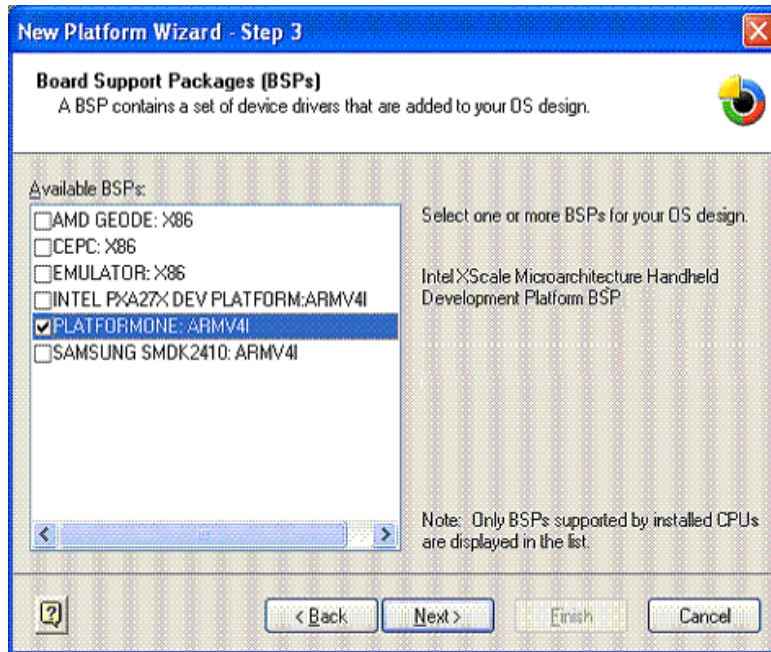 New Platform Wizard - Step 3
Board Support Packages (BSPs)
A BSP contains a set of device drivers that are added to your OS design.
Available BSPs:
AMD GEODE: X86
CEPC: X86
EMULATOR: X86
INTEL PXA27X DEV PLATFORM:ARMV4I
PLATFORMONE: ARMV4I
SAMSUNG SMDK2410: ARMV4I
Select one or more BSPs for your OS design.
Intel XScale Microarchitecture Handheld
Development Platform BSP
Note: Only BSPs supported by installed CPUs
are displayed in the list.
< Back
Next >
Finish
Cancel